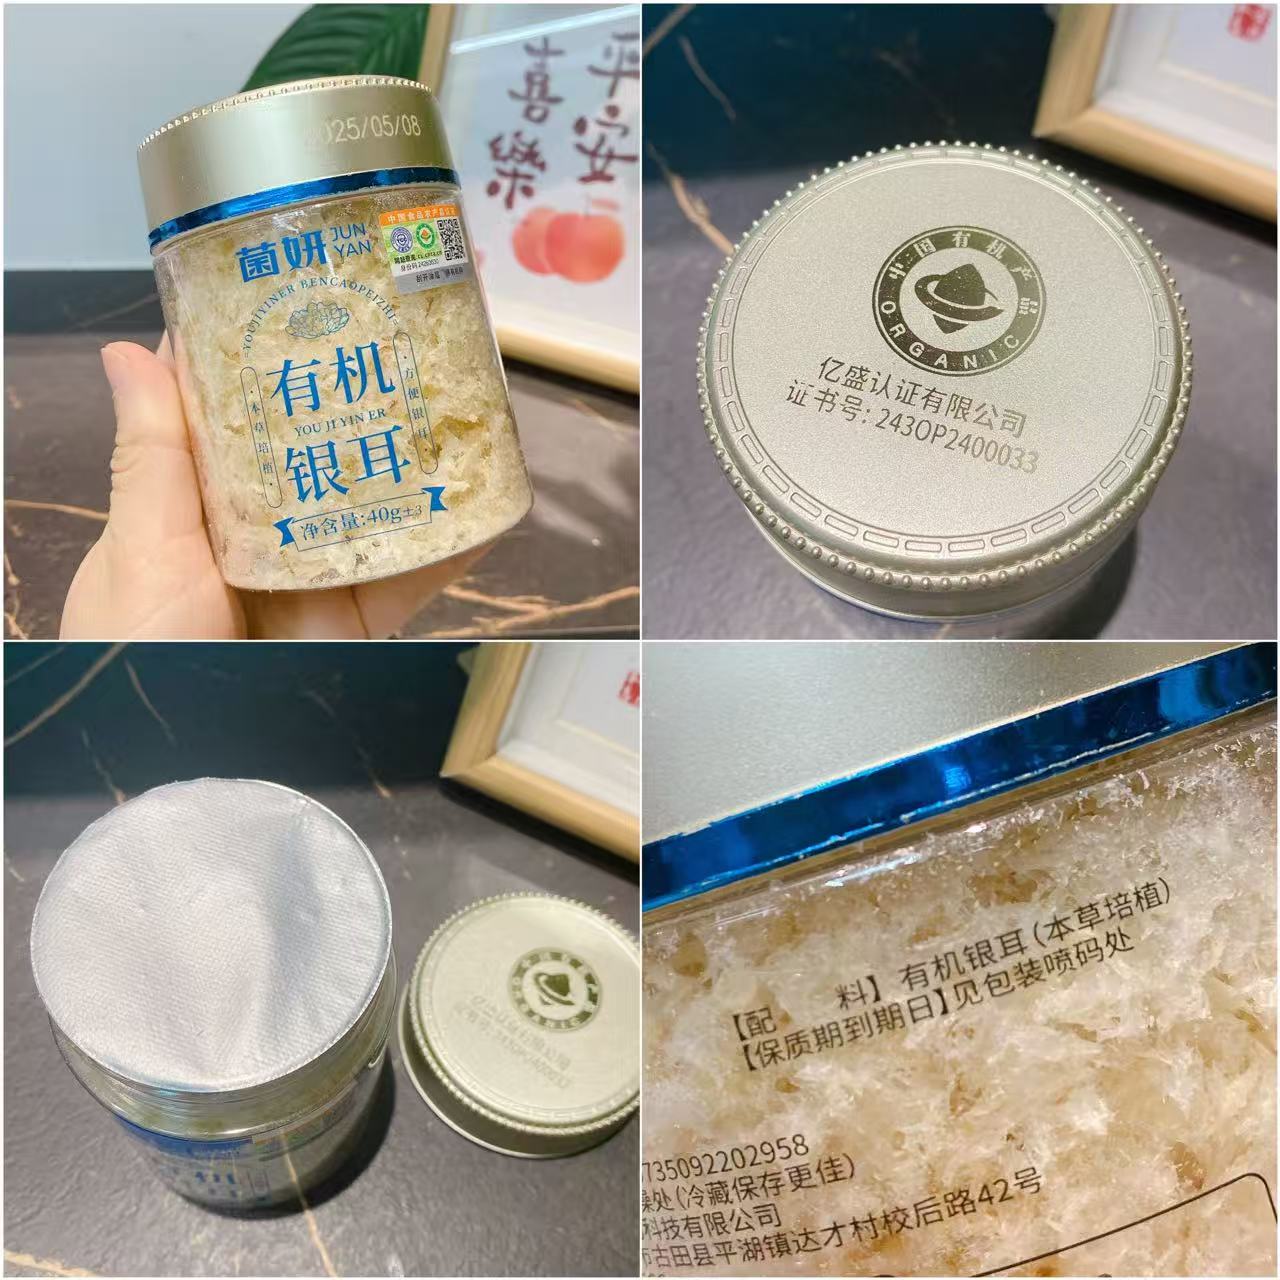 平安
喜樂
2025/05/08
菌妍
JUN
YAN
YOUJIYINER BENCAOPEIZHI
有机
YOU JI YIN ER
银耳
·本草培植·
·方便银耳·
净含量:40g±3
中国有机产品
ORGANIC
亿盛认证有限公司
证书号:243OP2400033
【配 料】有机银耳(本草培植)
【保质期到期日】见包装喷码处
735092202958
处(冷藏保存更佳)
科技有限公司
古田县平湖镇达才村校后路42号